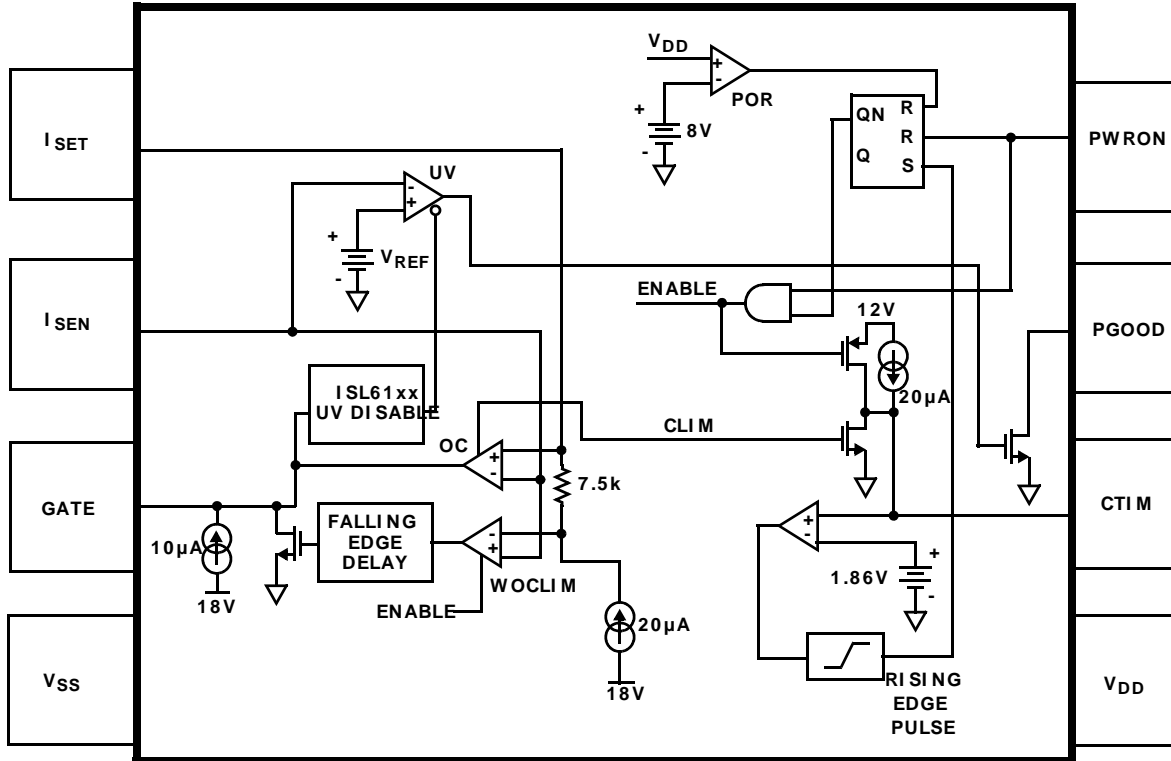 VDD
+
-
POR
+
8V
-
QN
R
R
Q
S
ISET
PWRON
UV
-
+
+
VREF
-
ISEN
ENABLE
12V
PGOOD
ISL61xx
UV DISABLE
20µA
OC
CLIM
+
-
7.5k
GATE
CTIM
FALLING
EDGE
DELAY
10µA
-
+
WOCLIM
+
-
+
1.86V
-
18V
ENABLE
20µA
18V
VSS
RISING
EDGE
PULSE
VDD